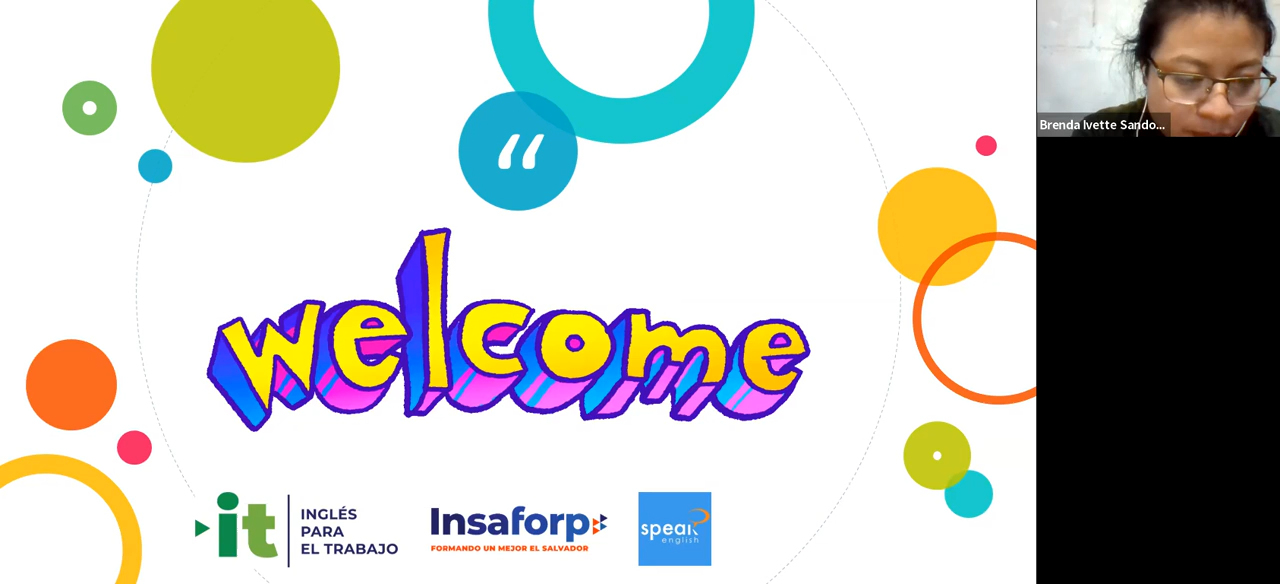 “
welcome
it
INGLÉS
PARA
EL TRABAJO
Insaforp
FORMANDO UN MEJOR EL SALVADOR
speak
english
Brenda Ivette Sando...